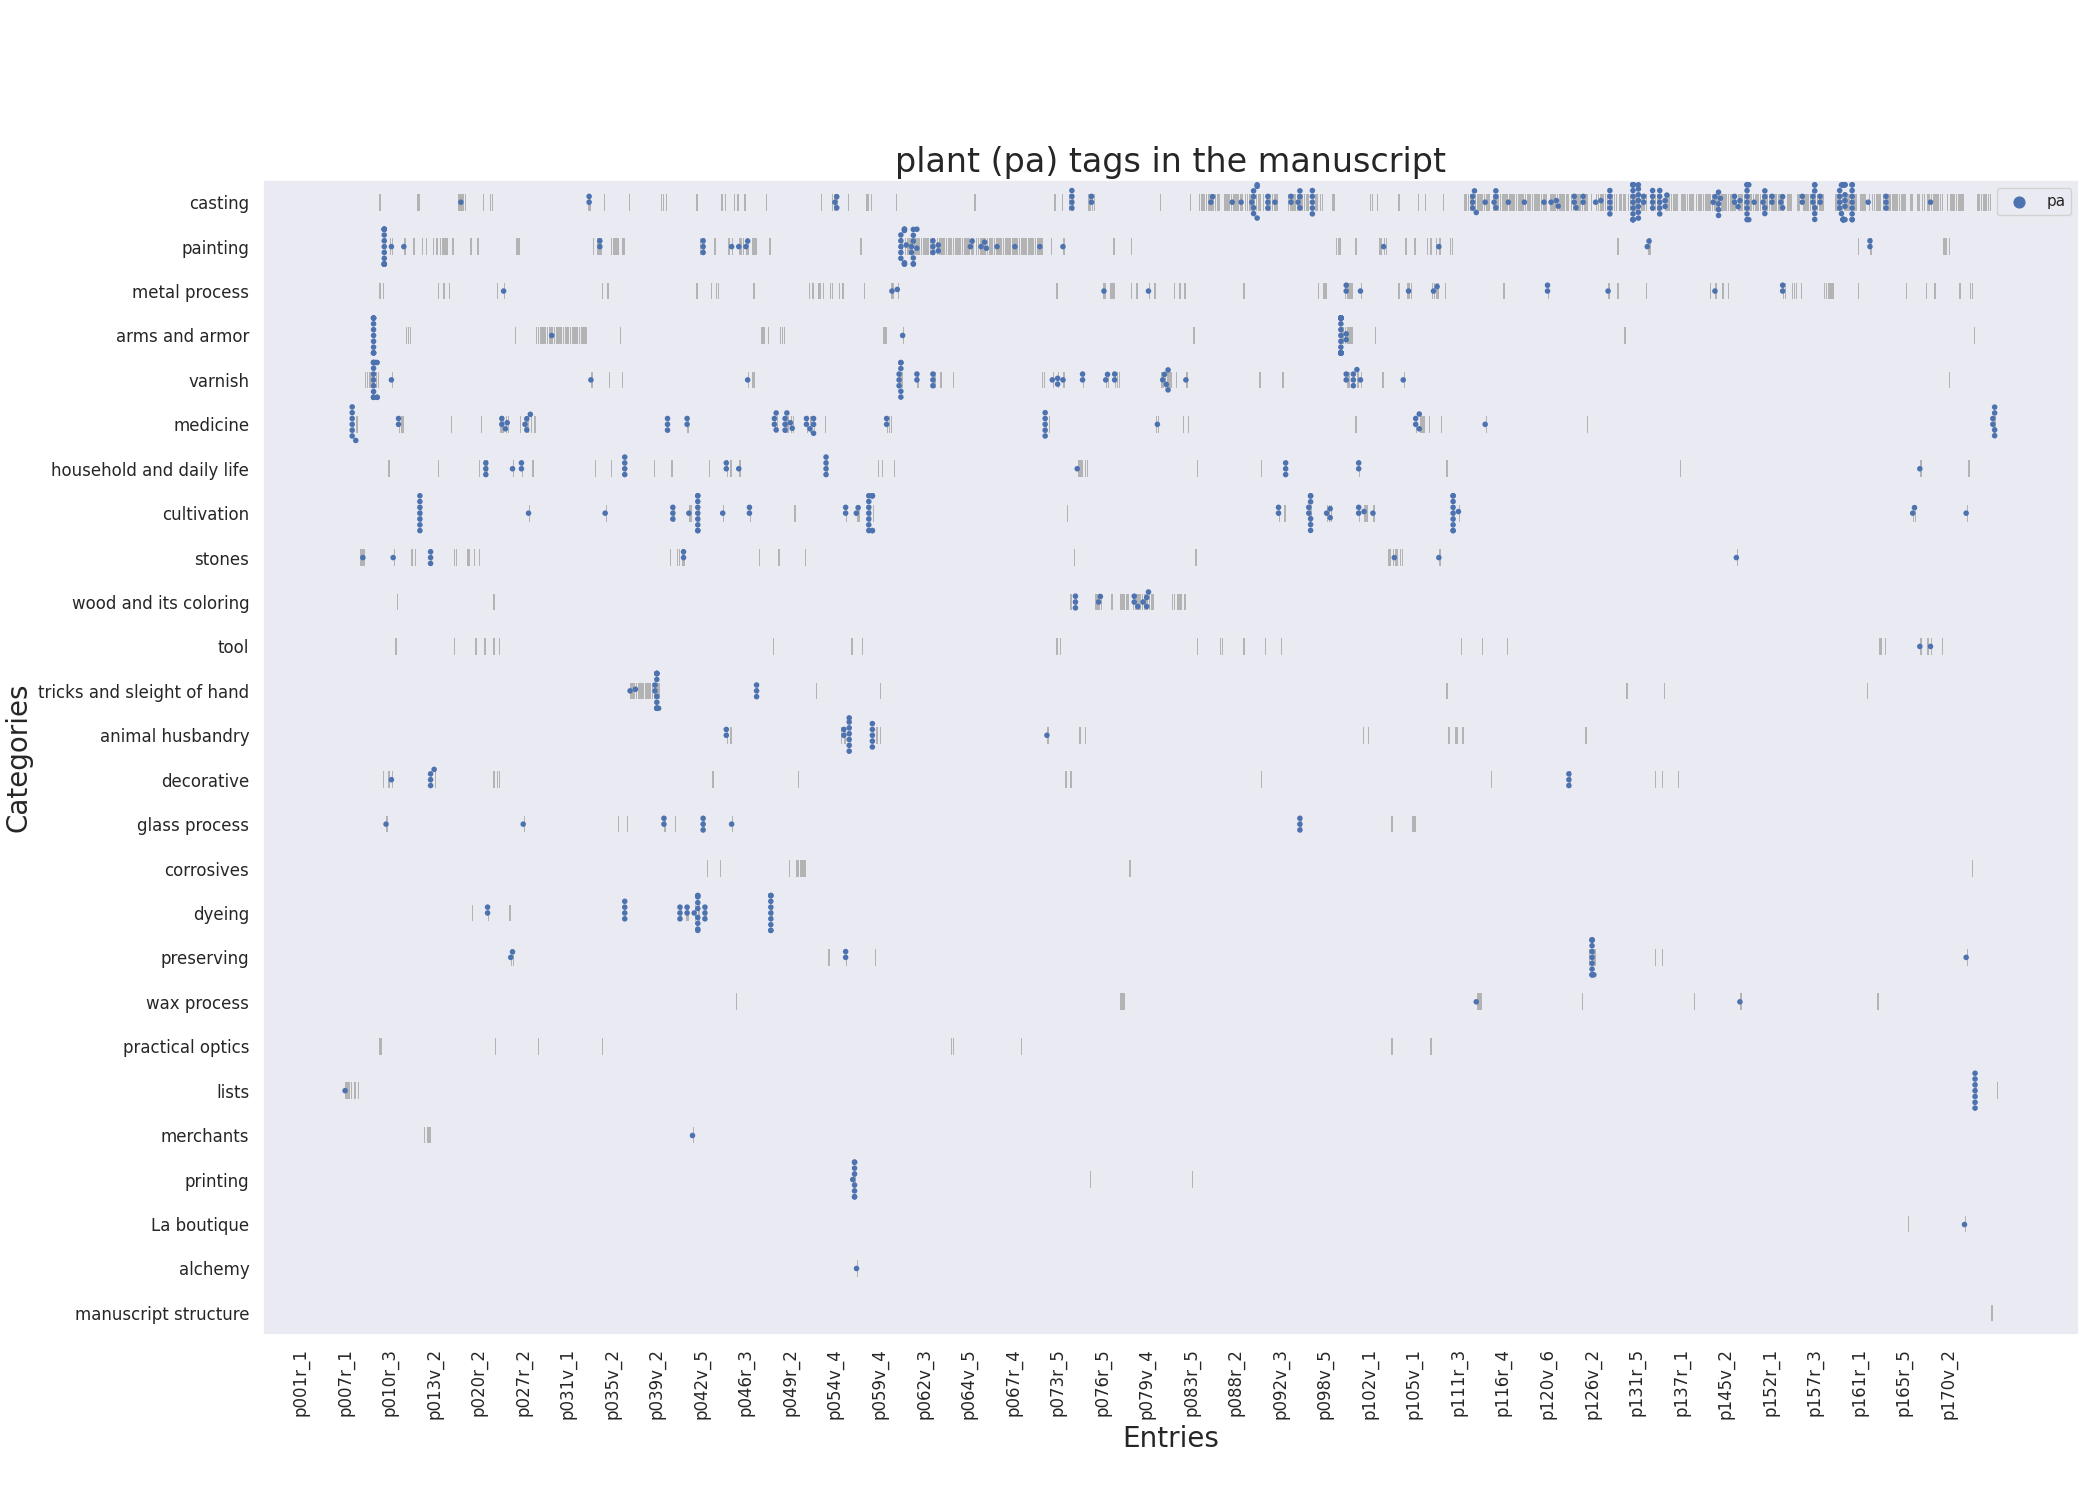 plant (pa) tags in the manuscript
pa
Categories
casting
painting
metal process
arms and armor
varnish
medicine
household and daily life
cultivation
stones
wood and its coloring
tool
tricks and sleight of hand
animal husbandry
decorative
glass process
corrosives
dyeing
preserving
wax process
practical optics
lists
merchants
printing
La boutique
alchemy
manuscript structure
p001r_1
p007r_1
p010r_3
p013v_2
p020r_2
p027r_2
p031v_1
p035v_2
p039v_2
p042v_5
p046r_3
p049r_2
p054v_4
p059v_4
p062v_3
p064v_5
p067r_4
p073r_5
p076r_5
p079v_4
p083r_5
p088r_2
p092v_3
p098v_5
p102v_1
p105v_1
p111r_3
p116r_4
p120v_6
p126v_2
p131r_5
p137r_1
p145v_2
p152r_1
p157r_3
p161r_1
p165r_5
p170v_2
Entries